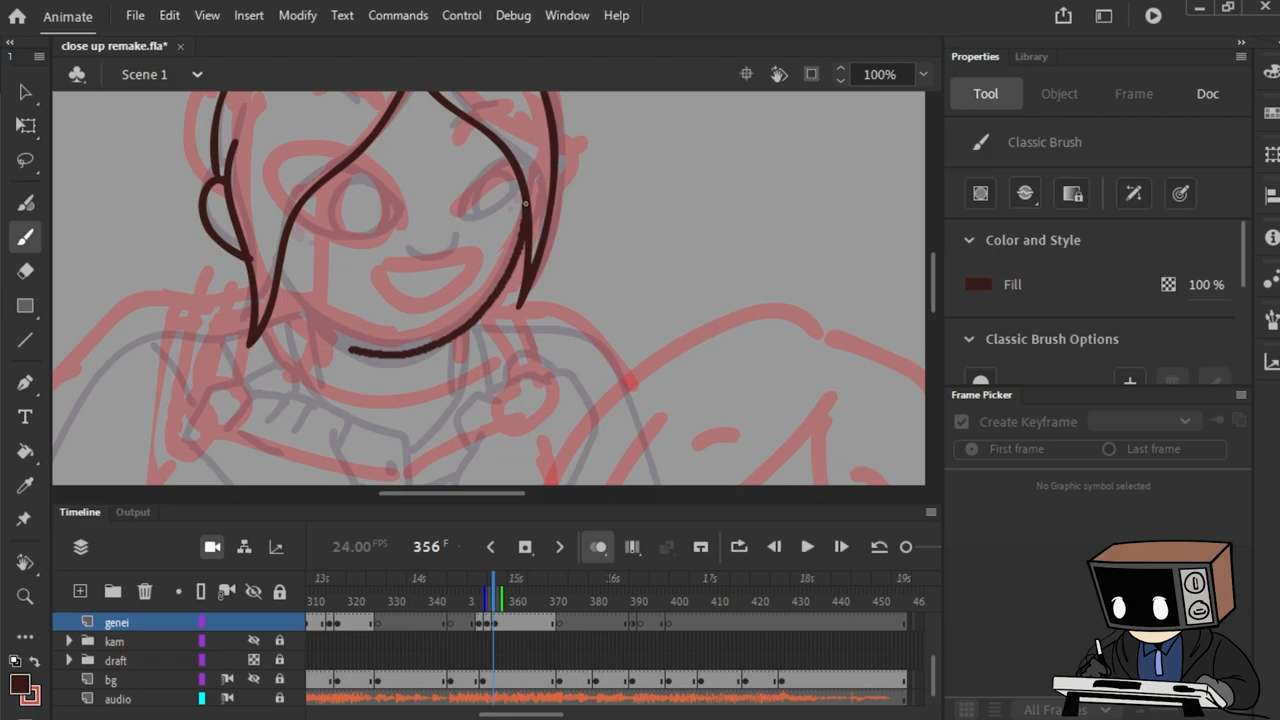 Animate File Edit View Insert Modify Text Commands Control Debug Window Help
close up remake.fla*
Scene 1 100%
Properties Library
Tool Object Frame Doc
Classic Brush
Color and Style
Fill 100 %
Classic Brush Options
Frame Picker
Create Keyframe
First frame Last frame
No Graphic symbol selected
Timeline Output
24.00 FPS 356 F
13s 14s 15s 16s 17s 18s 19s
310 320 330 340 3 360 370 380 390 400 410 420 430 440 450 46
genei
kam
draft
bg
audio
All Frames